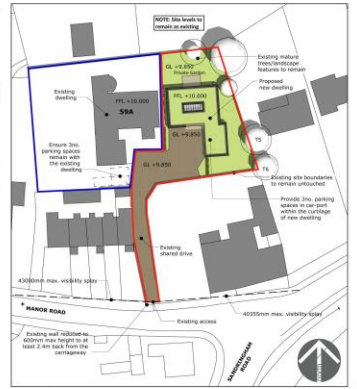 NOTE: Site levels to
remain as existing
GL +9.850
Private Garden
Existing mature
trees/landscape
features to remain
Proposed
new dwelling
Existing
dwelling
FFL +10.000
59A
FFL +10.000
GL +9.850
Ensure 3no.
parking spaces
remain with
the existing
dwelling
GL +9.850
T5
T6
Existing site boundaries
to remain untouched
Provide 3no. parking
spaces in car-port
within the curtilage
of new dwelling
Existing
shared drive
43000mm max. visibility splay
MANOR ROAD
Existing access
40355mm max. visibility splay
Existing wall reduced to
600mm max height to at
least 2.4m back from the
carriageway
SANDRINGHAM
ROAD